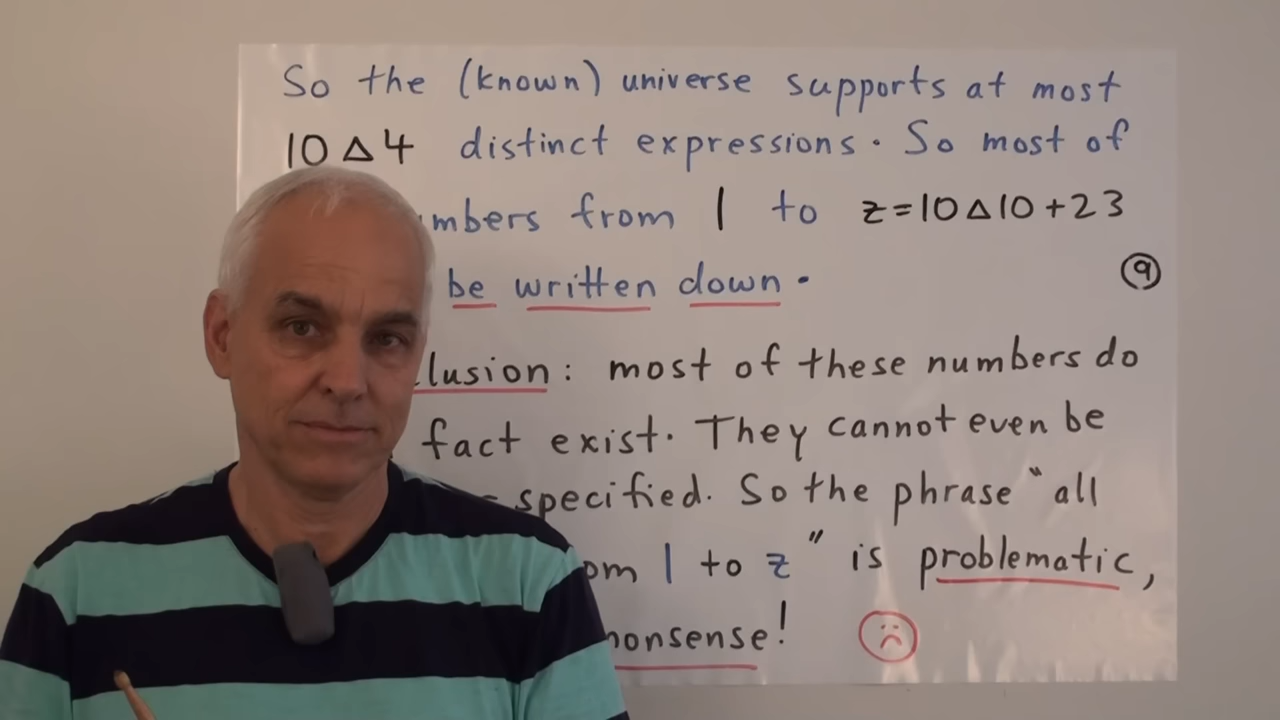 So the (known) universe supports at most
10 △ 4 distinct expressions. So most of
mbers from 1 to z = 10 △ 10 + 23
be written down.
9
lusion: most of these numbers do
fact exist. They cannot even be
specified. So the phrase "all
om 1 to z" is problematic,
nonsense!